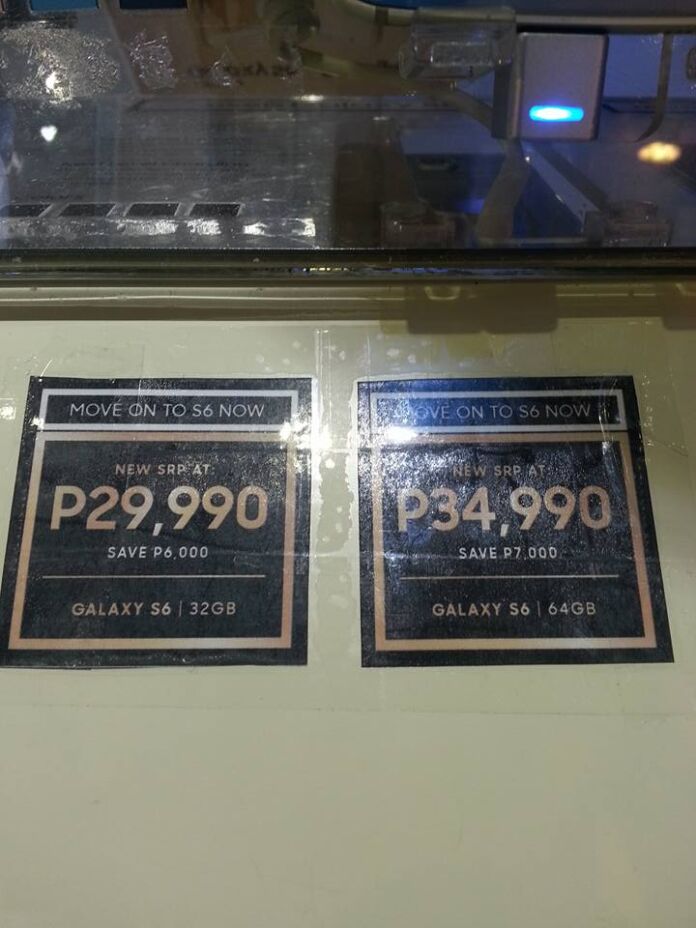 MOVE ON TO S6 NOW
NEW SRP AT:
P29,990
SAVE P6,000
GALAXY S6 | 32GB
MOVE ON TO S6 NOW
NEW SRP AT:
P34,990
SAVE P7,000
GALAXY S6 | 64GB